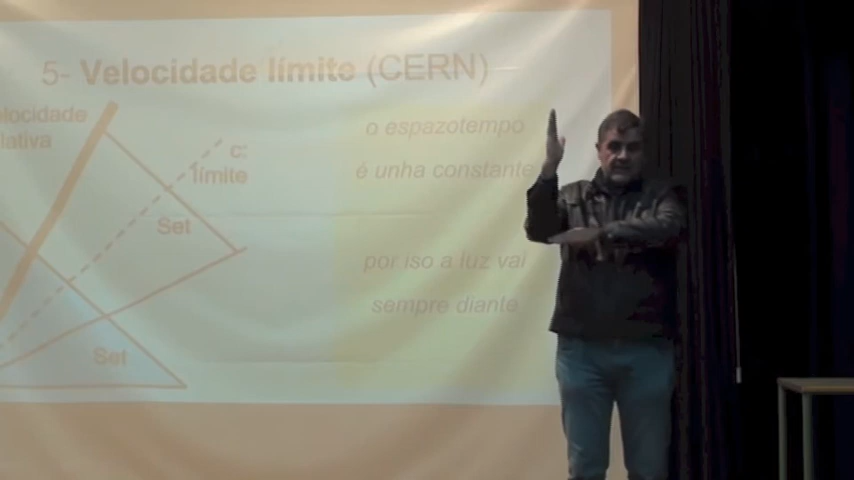 5- Velocidade límite (CERN)
elocidade
lativa
c:
límite
Set
Set
o espazotempo
é unha constante
por iso a luz vai
sempre diante